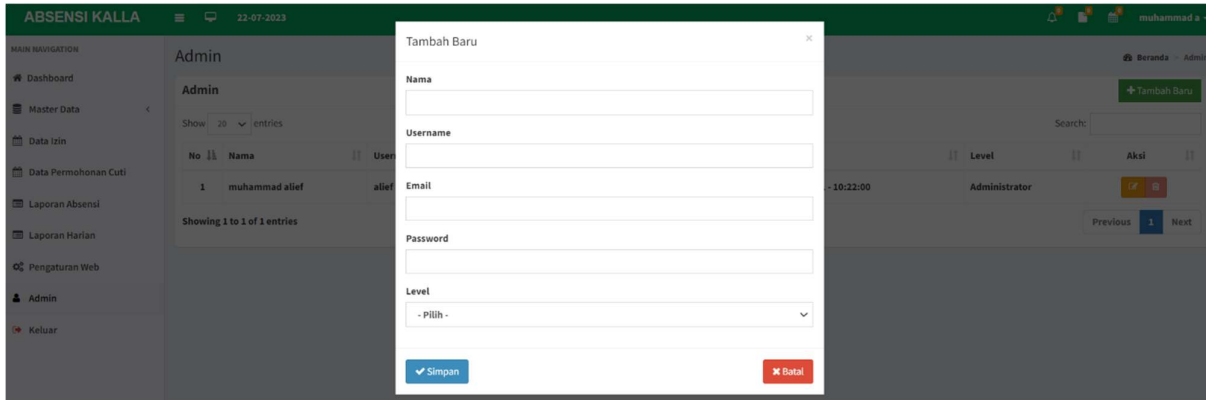 ABSENSI KALLA
22-07-2023
muhammad a
MAIN NAVIGATION
Dashboard
Master Data
Data Izin
Data Permohonan Cuti
Laporan Absensi
Laporan Harian
Pengaturan Web
Admin
Keluar
Admin
Beranda > Admin
Admin
+ Tambah Baru
Show 20 entries
Search:
No Nama Usern Level Aksi
1 muhammad alief alief - 10:22:00 Administrator
Showing 1 to 1 of 1 entries
Previous 1 Next
Tambah Baru ×
Nama
Username
Email
Password
Level
- Pilih -
Simpan
Batal